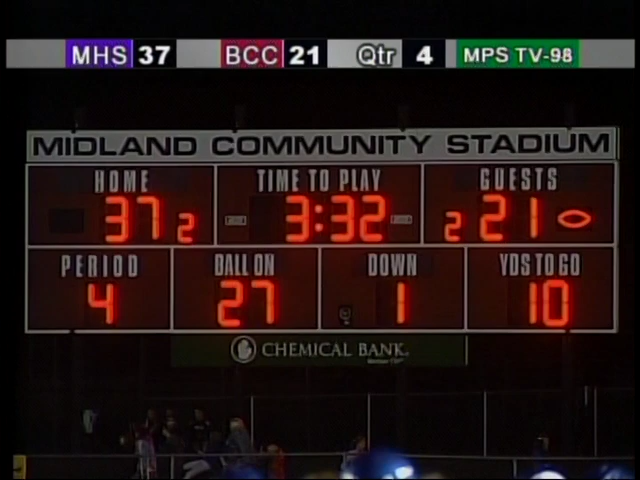 MHS 37 BCC 21 Qtr 4 MPS TV-98
MIDLAND COMMUNITY STADIUM
HOME TIME TO PLAY GUESTS
37 2 3:32 2 21
PERIOD BALL ON DOWN YDS TO GO
4 27 1 10
CHEMICAL BANK.